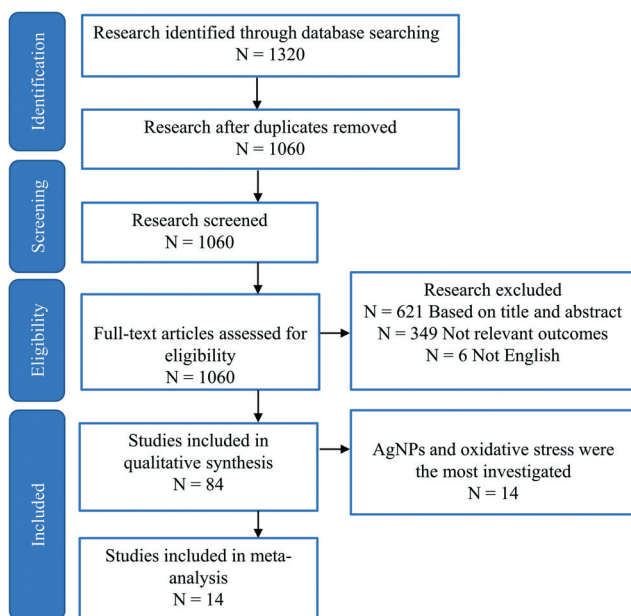 Identification
Research identified through database searching
N = 1320
Research after duplicates removed
N = 1060
Screening
Research screened
N = 1060
Eligibility
Full-text articles assessed for
eligibility
N = 1060
Research excluded
N = 621 Based on title and abstract
N = 349 Not relevant outcomes
N = 6 Not English
Included
Studies included in
qualitative synthesis
N = 84
AgNPs and oxidative stress were
the most investigated
N = 14
Studies included in meta-
analysis
N = 14